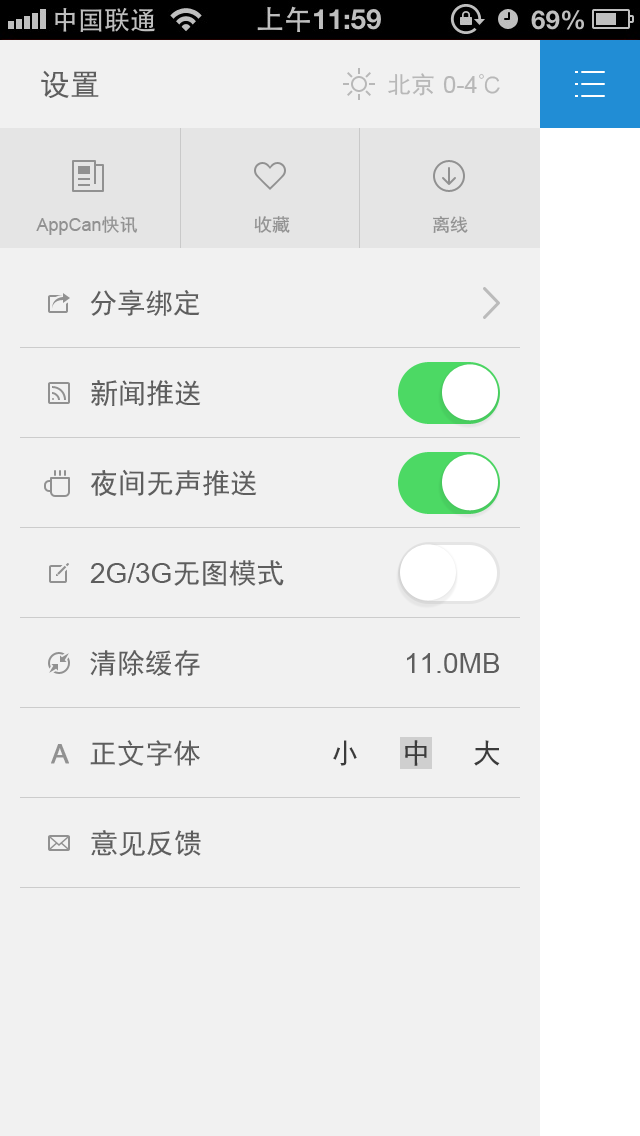 中国联通 上午11:59 69%
设置 北京 0-4℃
AppCan快讯 收藏 离线
分享绑定
新闻推送
夜间无声推送
2G/3G无图模式
清除缓存 11.0MB
A 正文字体 小 中 大
意见反馈